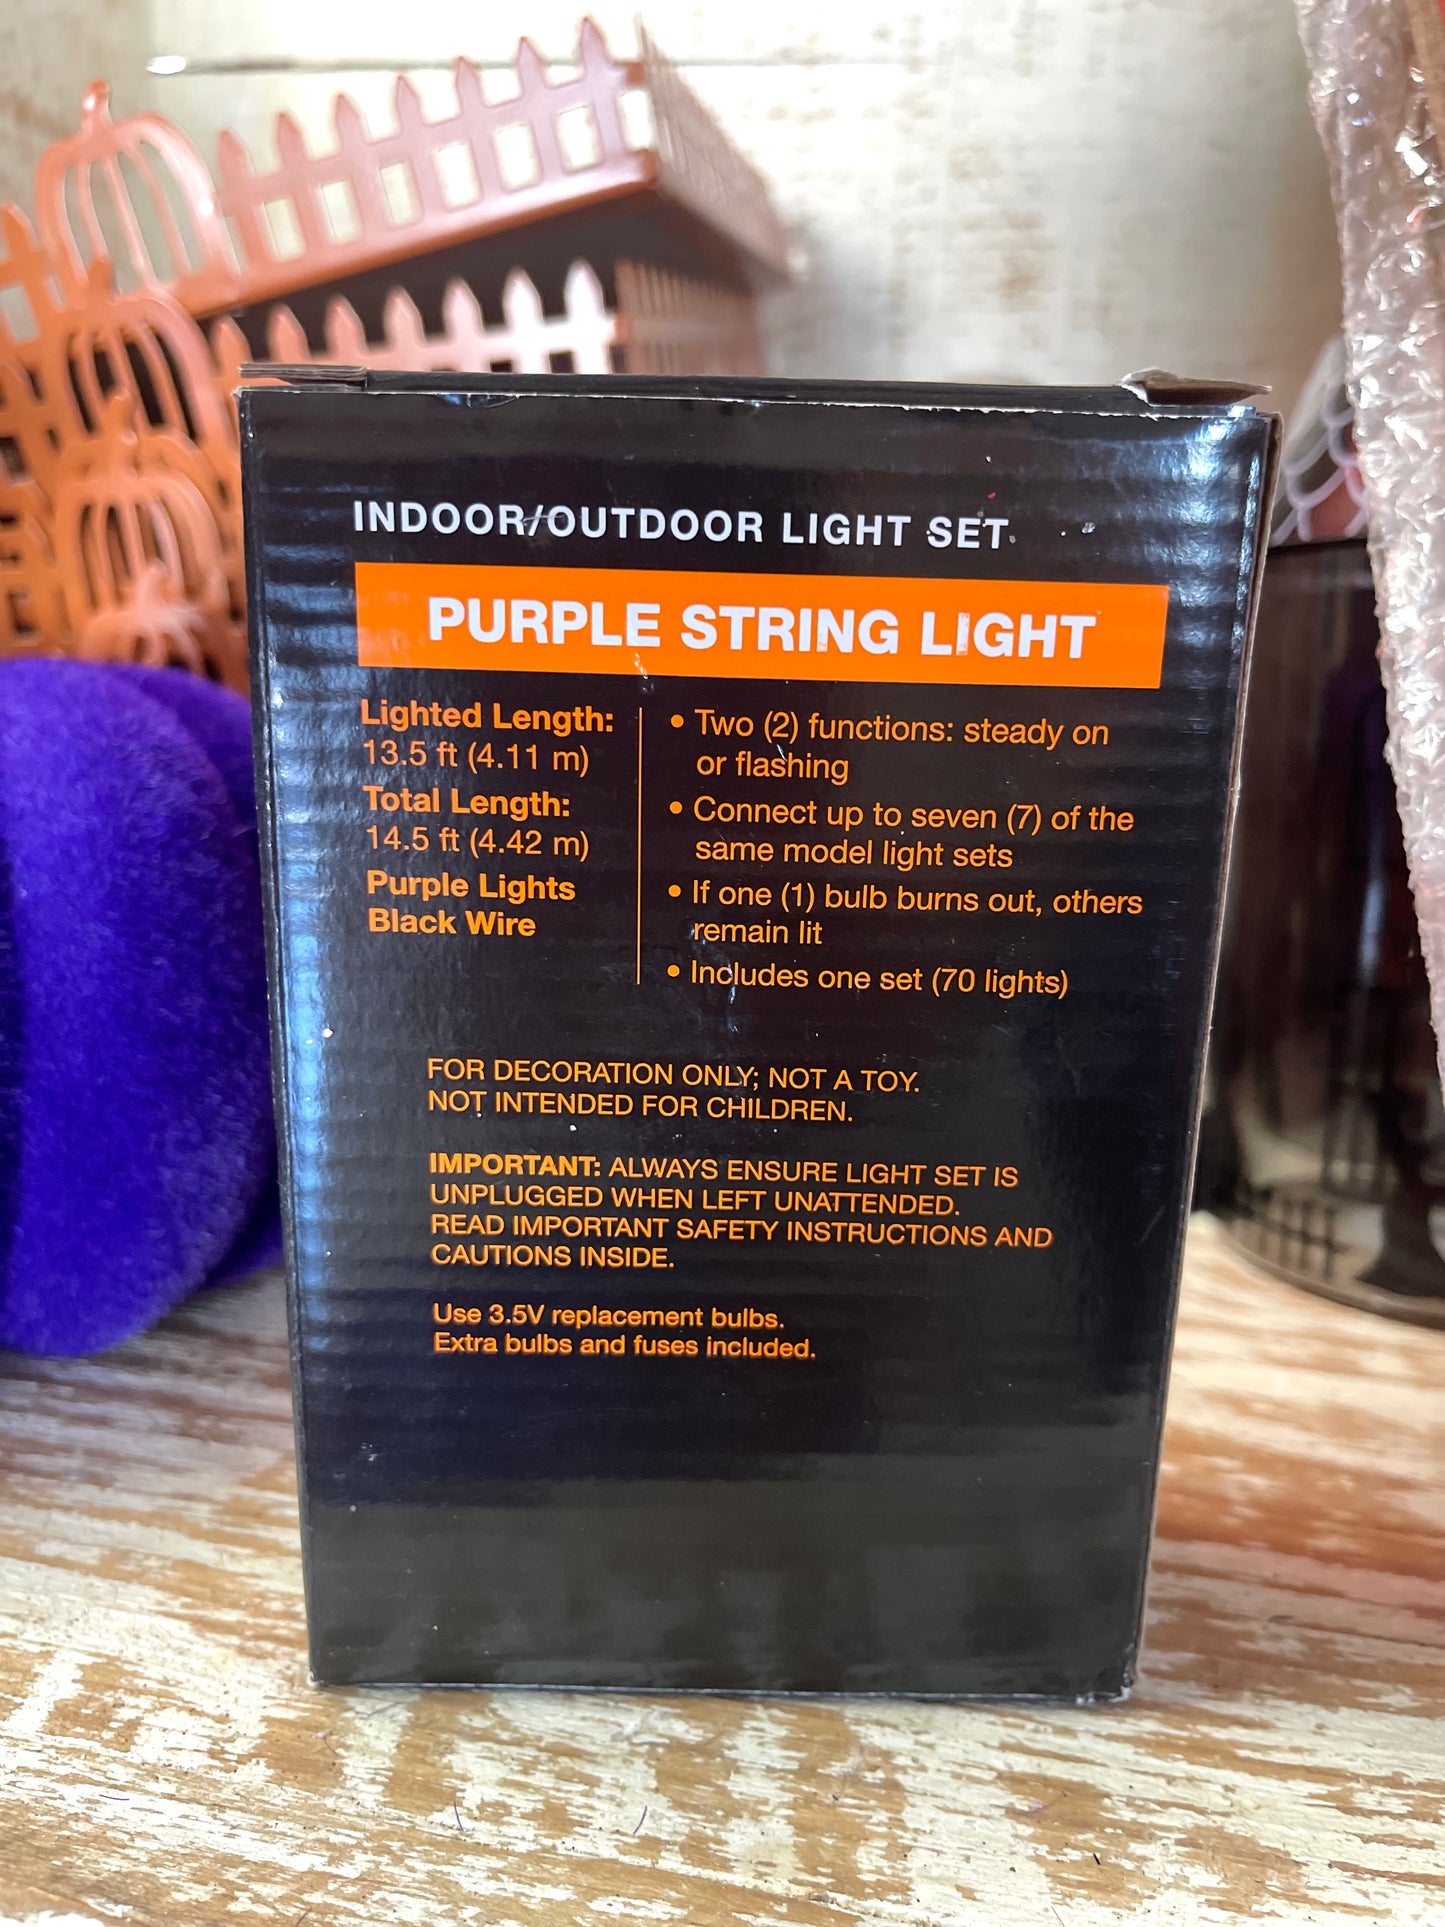 INDOOR/OUTDOOR LIGHT SET
PURPLE STRING LIGHT
Lighted Length:
13.5 ft (4.11 m)
Total Length:
14.5 ft (4.42 m)
Purple Lights
Black Wire
• Two (2) functions: steady on
or flashing
• Connect up to seven (7) of the
same model light sets
• If one (1) bulb burns out, others
remain lit
• Includes one set (70 lights)
FOR DECORATION ONLY; NOT A TOY.
NOT INTENDED FOR CHILDREN.
IMPORTANT: ALWAYS ENSURE LIGHT SET IS
UNPLUGGED WHEN LEFT UNATTENDED.
READ IMPORTANT SAFETY INSTRUCTIONS AND
CAUTIONS INSIDE.
Use 3.5V replacement bulbs.
Extra bulbs and fuses included.